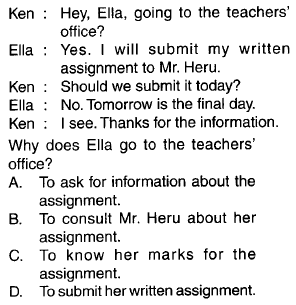 Ken : Hey, Ella, going to the teachers'
office?
Ella : Yes. I will submit my written
assignment to Mr. Heru.
Ken : Should we submit it today?
Ella : No. Tomorrow is the final day.
Ken : I see. Thanks for the information.
Why does Ella go to the teachers'
office?
A. To ask for information about the
assignment.
B. To consult Mr. Heru about her
assignment.
C. To know her marks for the
assignment.
D. To submit her written assignment.